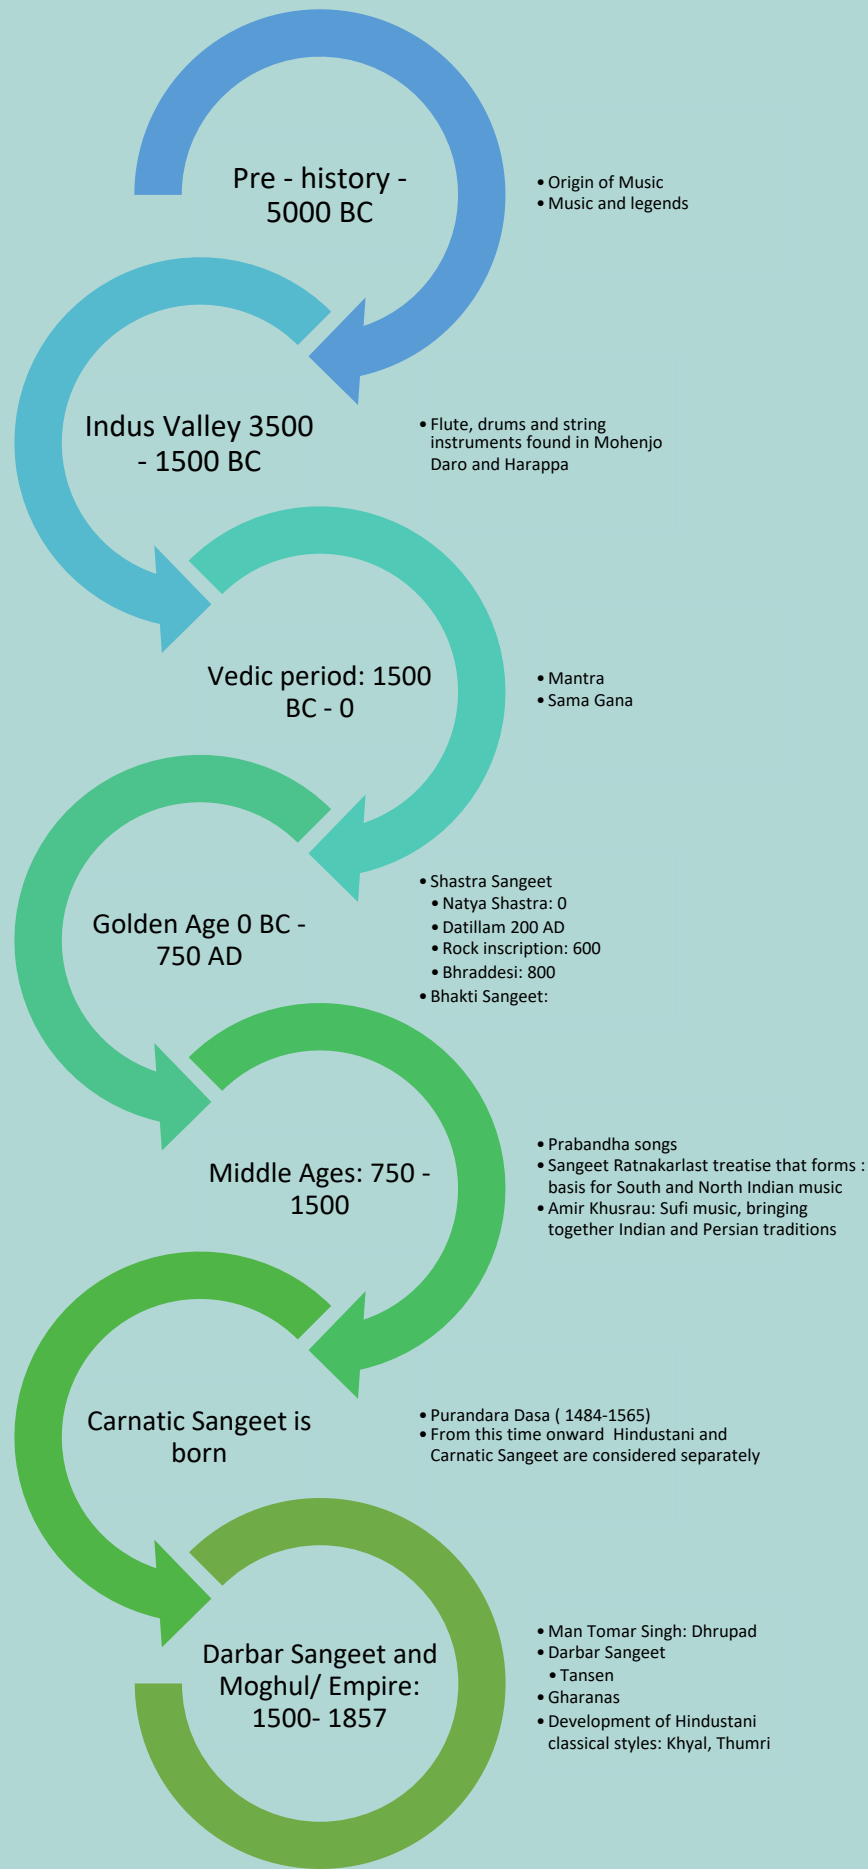 Pre - history -
5000 BC
• Origin of Music
• Music and legends
Indus Valley 3500
- 1500 BC
• Flute, drums and string
instruments found in Mohenjo
Daro and Harappa
Vedic period: 1500
BC - 0
• Mantra
• Sama Gana
Golden Age 0 BC -
750 AD
• Shastra Sangeet
• Natya Shastra: 0
• Datillam 200 AD
• Rock inscription: 600
• Bhraddesi: 800
• Bhakti Sangeet:
Middle Ages: 750 -
1500
• Prabandha songs
• Sangeet Ratnakarlast treatise that forms :
basis for South and North Indian music
• Amir Khusrau: Sufi music, bringing
together Indian and Persian traditions
Carnatic Sangeet is
born
• Purandara Dasa ( 1484-1565)
• From this time onward Hindustani and
Carnatic Sangeet are considered separately
Darbar Sangeet and
Moghul/ Empire:
1500- 1857
• Man Tomar Singh: Dhrupad
• Darbar Sangeet
• Tansen
• Gharanas
• Development of Hindustani
classical styles: Khyal, Thumri